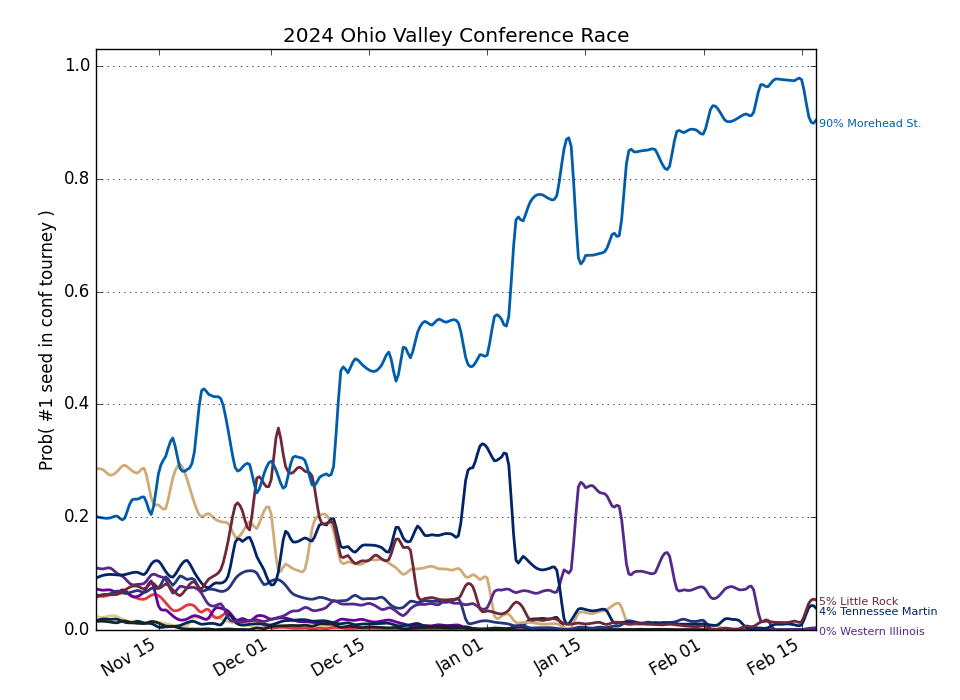 2024 Ohio Valley Conference Race
Prob( #1 seed in conf tourney )
1.0
0.8
0.6
0.4
0.2
0.0
90% Morehead St.
5% Little Rock
4% Tennessee Martin
0% Western Illinois
Nov 15
Dec 01
Dec 15
Jan 01
Jan 15
Feb 01
Feb 15